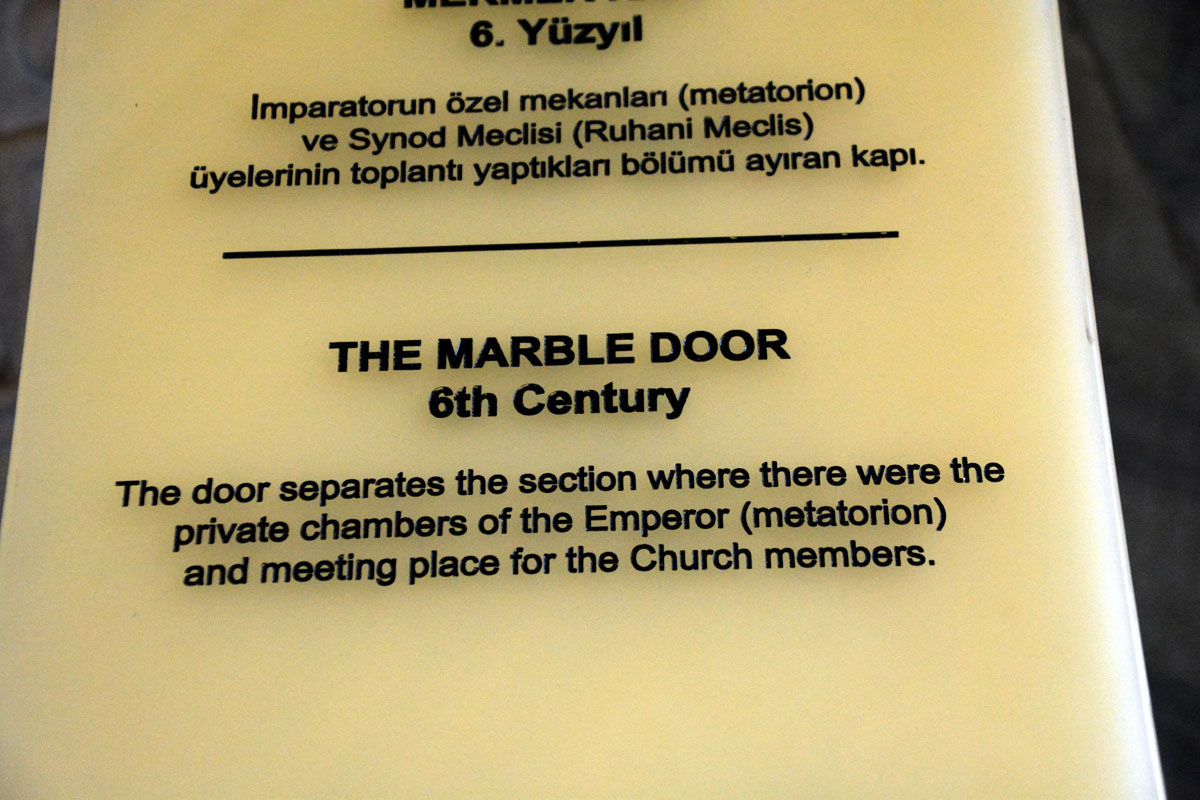 6. Yüzyıl
Imparatorun özel mekanları (metatorion)
ve Synod Meclisi (Ruhani Meclis)
üyelerinin toplantı yaptıkları bölümü ayıran kapı.
THE MARBLE DOOR
6th Century
The door separates the section where there were the
private chambers of the Emperor (metatorion)
and meeting place for the Church members.